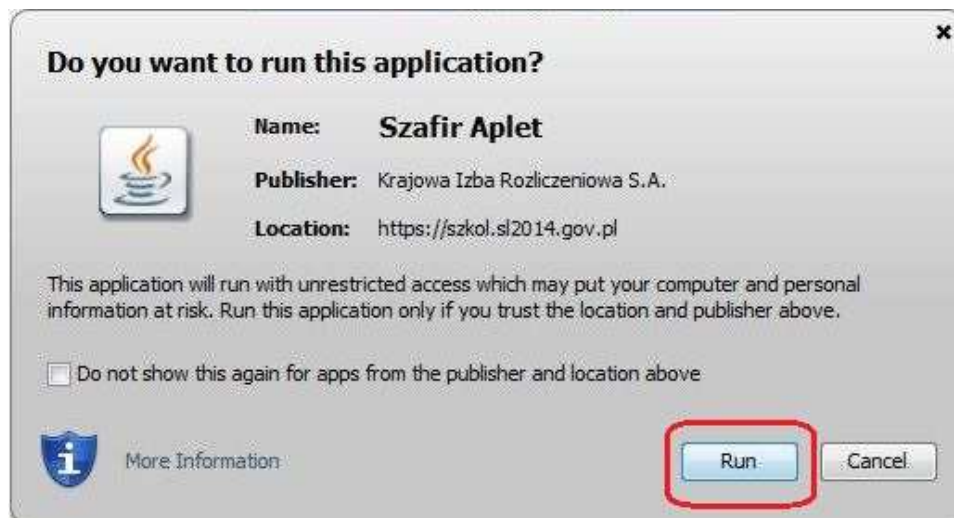 Do you want to run this application?
Name: Szafir Aplet
Publisher: Krajowa Izba Rozliczeniowa S.A.
Location: https://szkol.sl2014.gov.pl
This application will run with unrestricted access which may put your computer and personal
information at risk. Run this application only if you trust the location and publisher above.
Do not show this again for apps from the publisher and location above
More Information
Run
Cancel